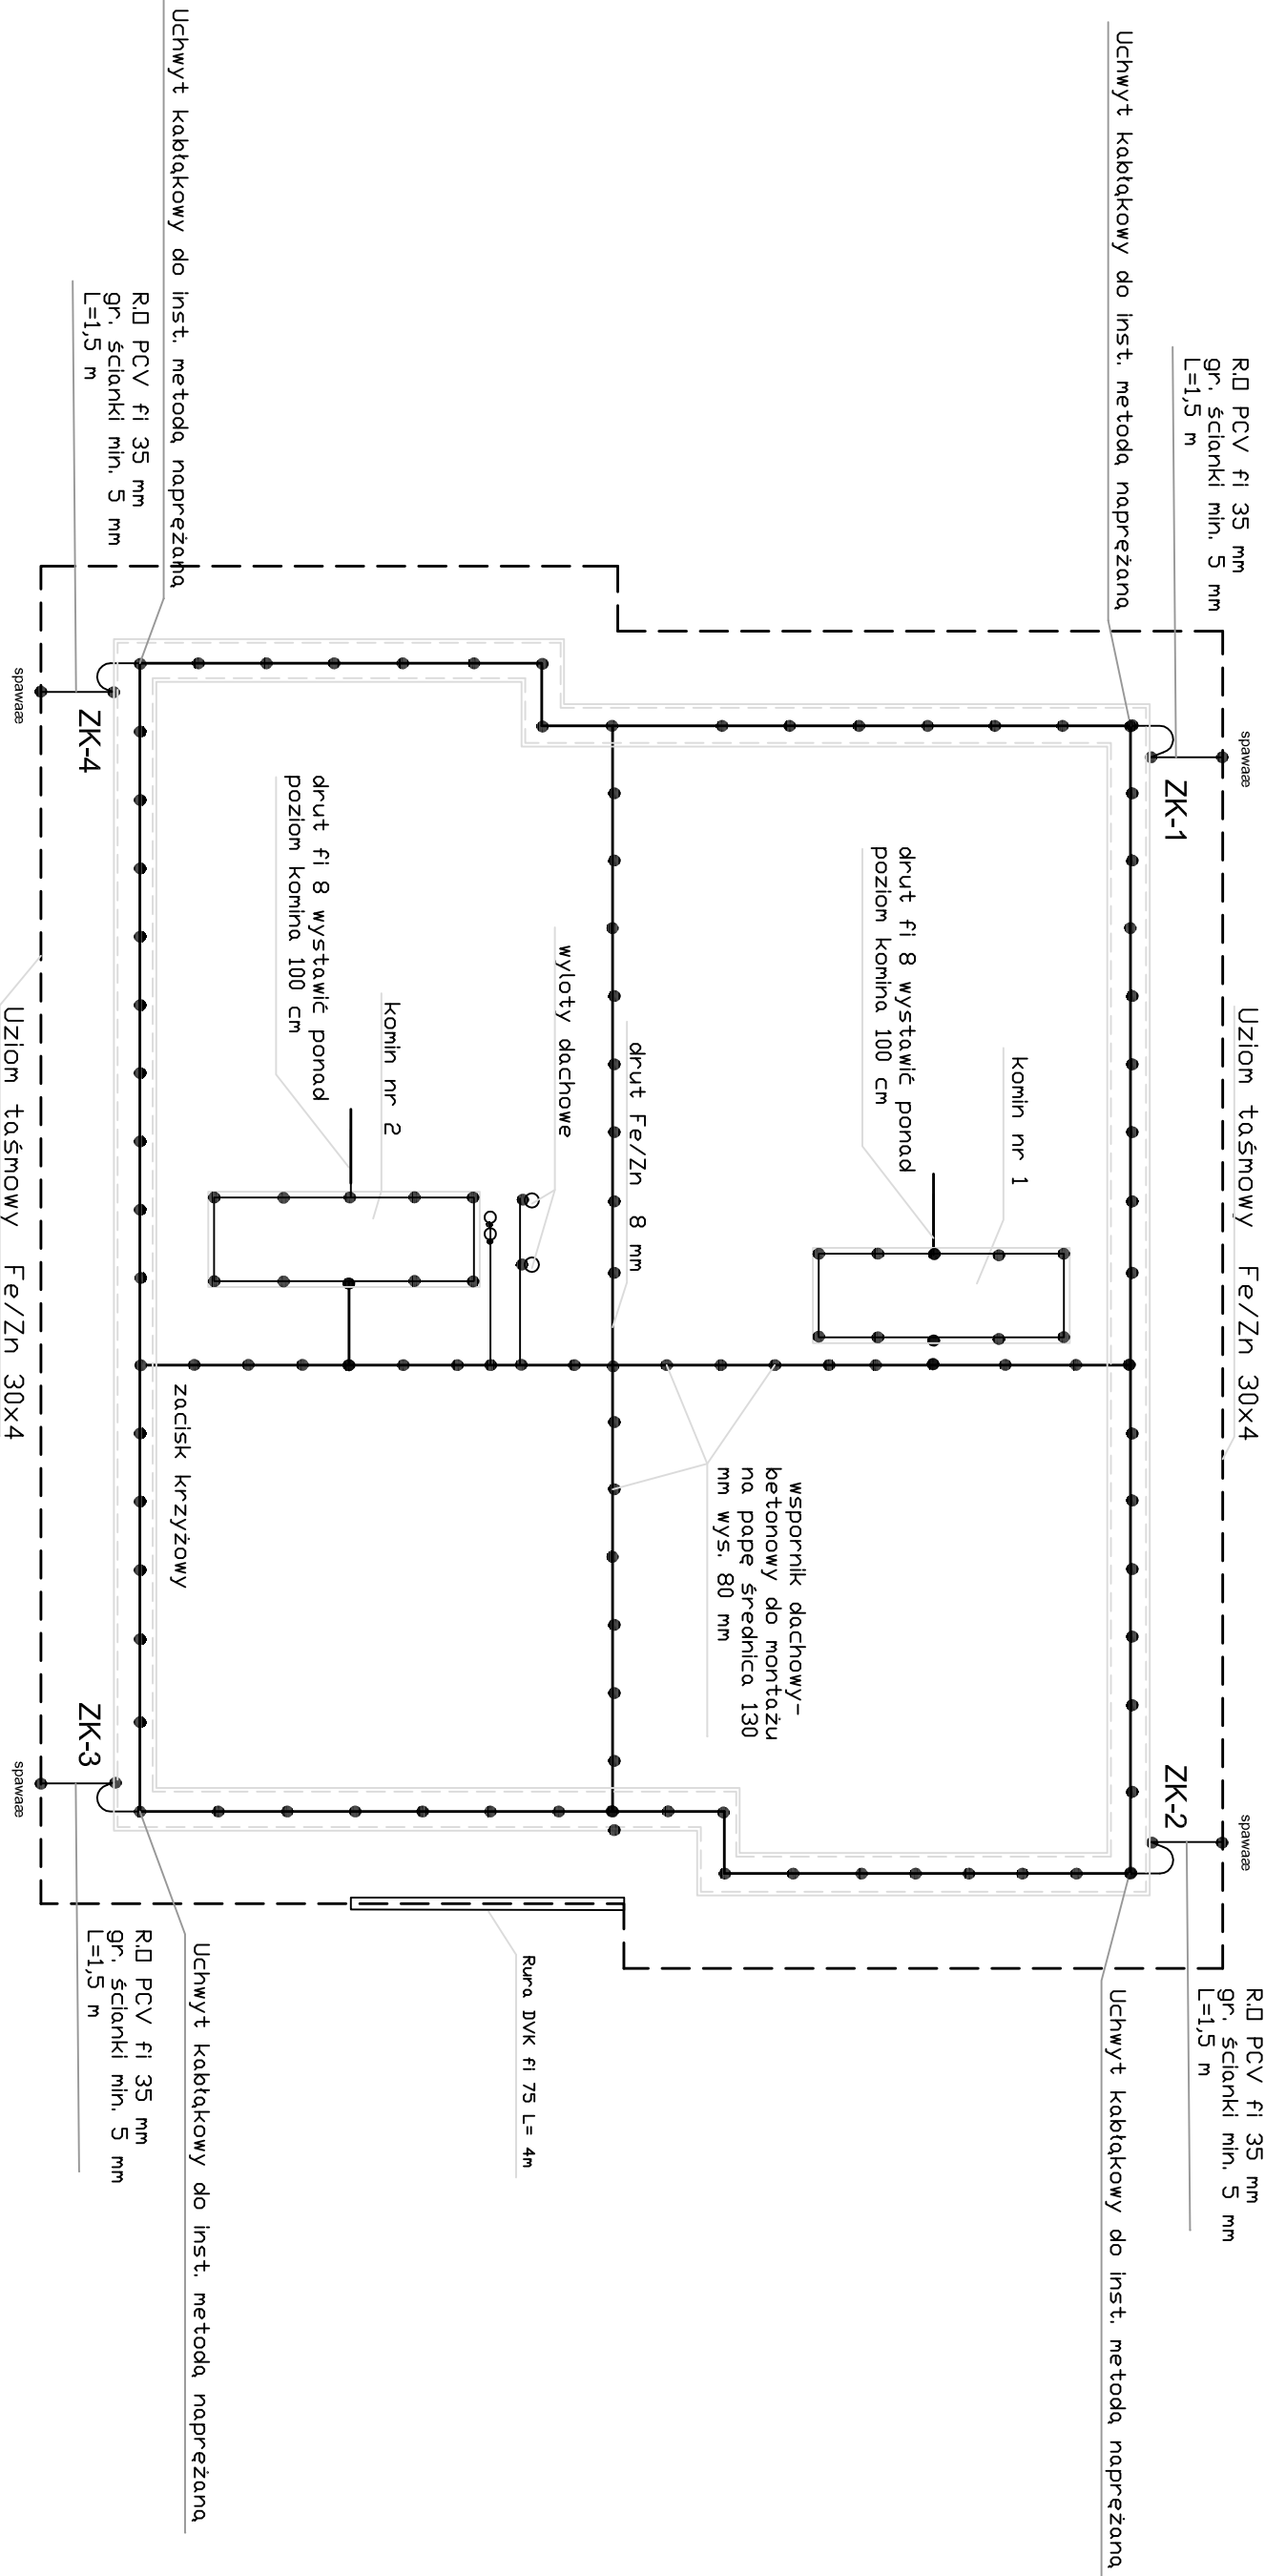 R.□ PCV fi 35 mm
gr. ścianki min. 5 mm
L=1,5 m
Uchwyt kabłąkowy do inst. metodą naprężaną
spawaæ
ZK-1
Uziom taśmowy Fe/Zn 30x4
spawaæ
ZK-2
R.□ PCV fi 35 mm
gr. ścianki min. 5 mm
L=1,5 m
Uchwyt kabłąkowy do inst. metodą naprężaną
komin nr 1
drut fi 8 wystawić ponad
poziom komina 100 cm
wspornik dachowy-
betonowy do montażu
na papę średnica 130
mm wys. 80 mm
drut Fe/Zn 8 mm
wyloty dachowe
Rura DVK fi 75 L= 4m
komin nr 2
drut fi 8 wystawić ponad
poziom komina 100 cm
zacisk krzyżowy
Uchwyt kabłąkowy do inst. metodą naprężaną
R.□ PCV fi 35 mm
gr. ścianki min. 5 mm
L=1,5 m
ZK-4
spawaæ
Uziom taśmowy Fe/Zn 30x4
ZK-3
spawaæ
Uchwyt kabłąkowy do inst. metodą naprężaną
R.□ PCV fi 35 mm
gr. ścianki min. 5 mm
L=1,5 m